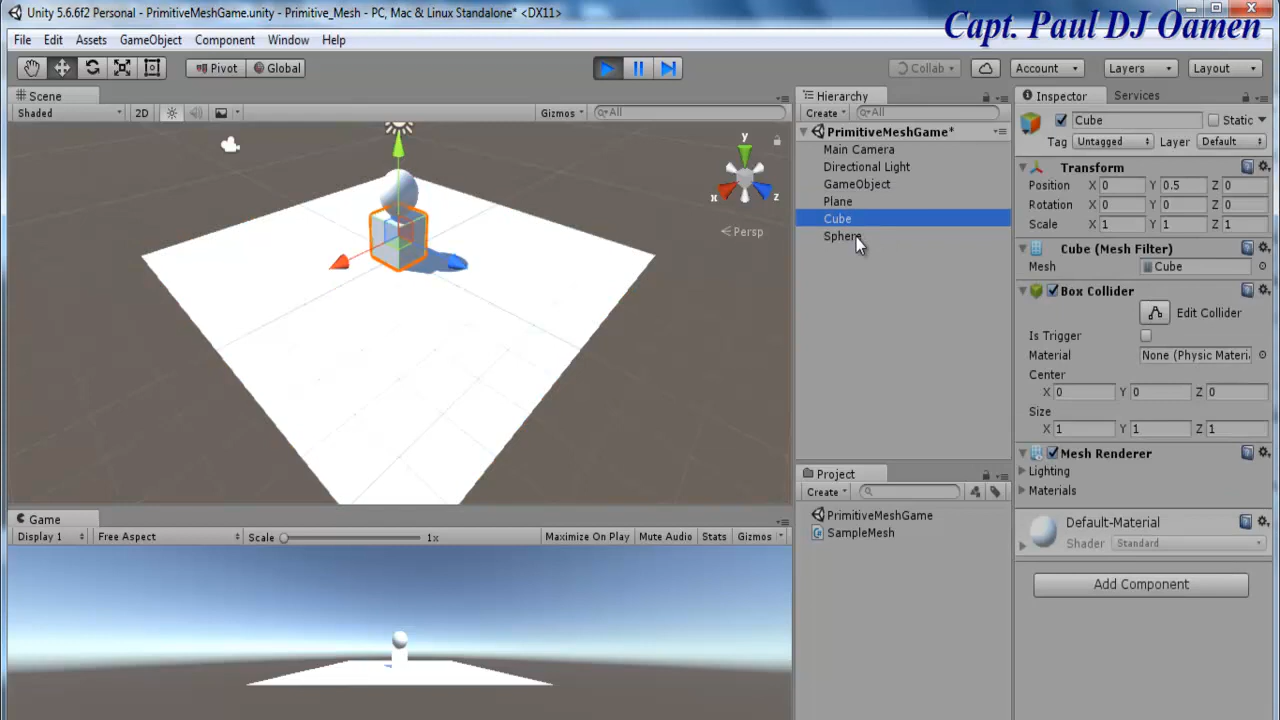 Unity 5.6.6f2 Personal - PrimitiveMeshGame.unity - Primitive_Mesh - PC, Mac & Linux Standalone* <DX11>
Capt. Paul DJ Oamen
File Edit Assets GameObject Component Window Help
Pivot Global Collab Account Layers Layout
Scene
Shaded 2D Gizmos All
y
x
z
Persp
Hierarchy
Create All
PrimitiveMeshGame*
Main Camera
Directional Light
GameObject
Plane
Cube
Sphere
Inspector Services
Cube Static
Tag Untagged Layer Default
Transform
Position X 0 Y 0.5 Z 0
Rotation X 0 Y 0 Z 0
Scale X 1 Y 1 Z 1
Cube (Mesh Filter)
Mesh Cube
Box Collider
Edit Collider
Is Trigger
Material None (Physic Materi
Center
X 0 Y 0 Z 0
Size
X 1 Y 1 Z 1
Mesh Renderer
Lighting
Materials
Default-Material
Shader Standard
Add Component
Project
Create
PrimitiveMeshGame
SampleMesh
Game
Display 1 Free Aspect Scale 1x Maximize On Play Mute Audio Stats Gizmos